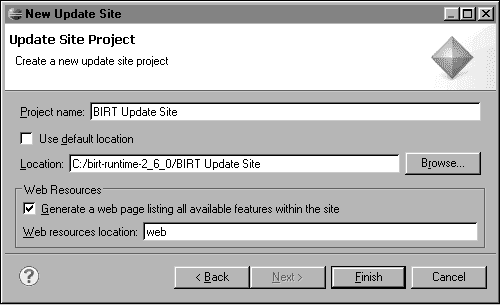 New Update Site
Update Site Project
Create a new update site project
Project name: BIRT Update Site
Use default location
Location: C:/birt-runtime-2_6_0/BIRT Update Site Browse...
Web Resources
Generate a web page listing all available features within the site
Web resources location: web
? < Back Next > Finish Cancel